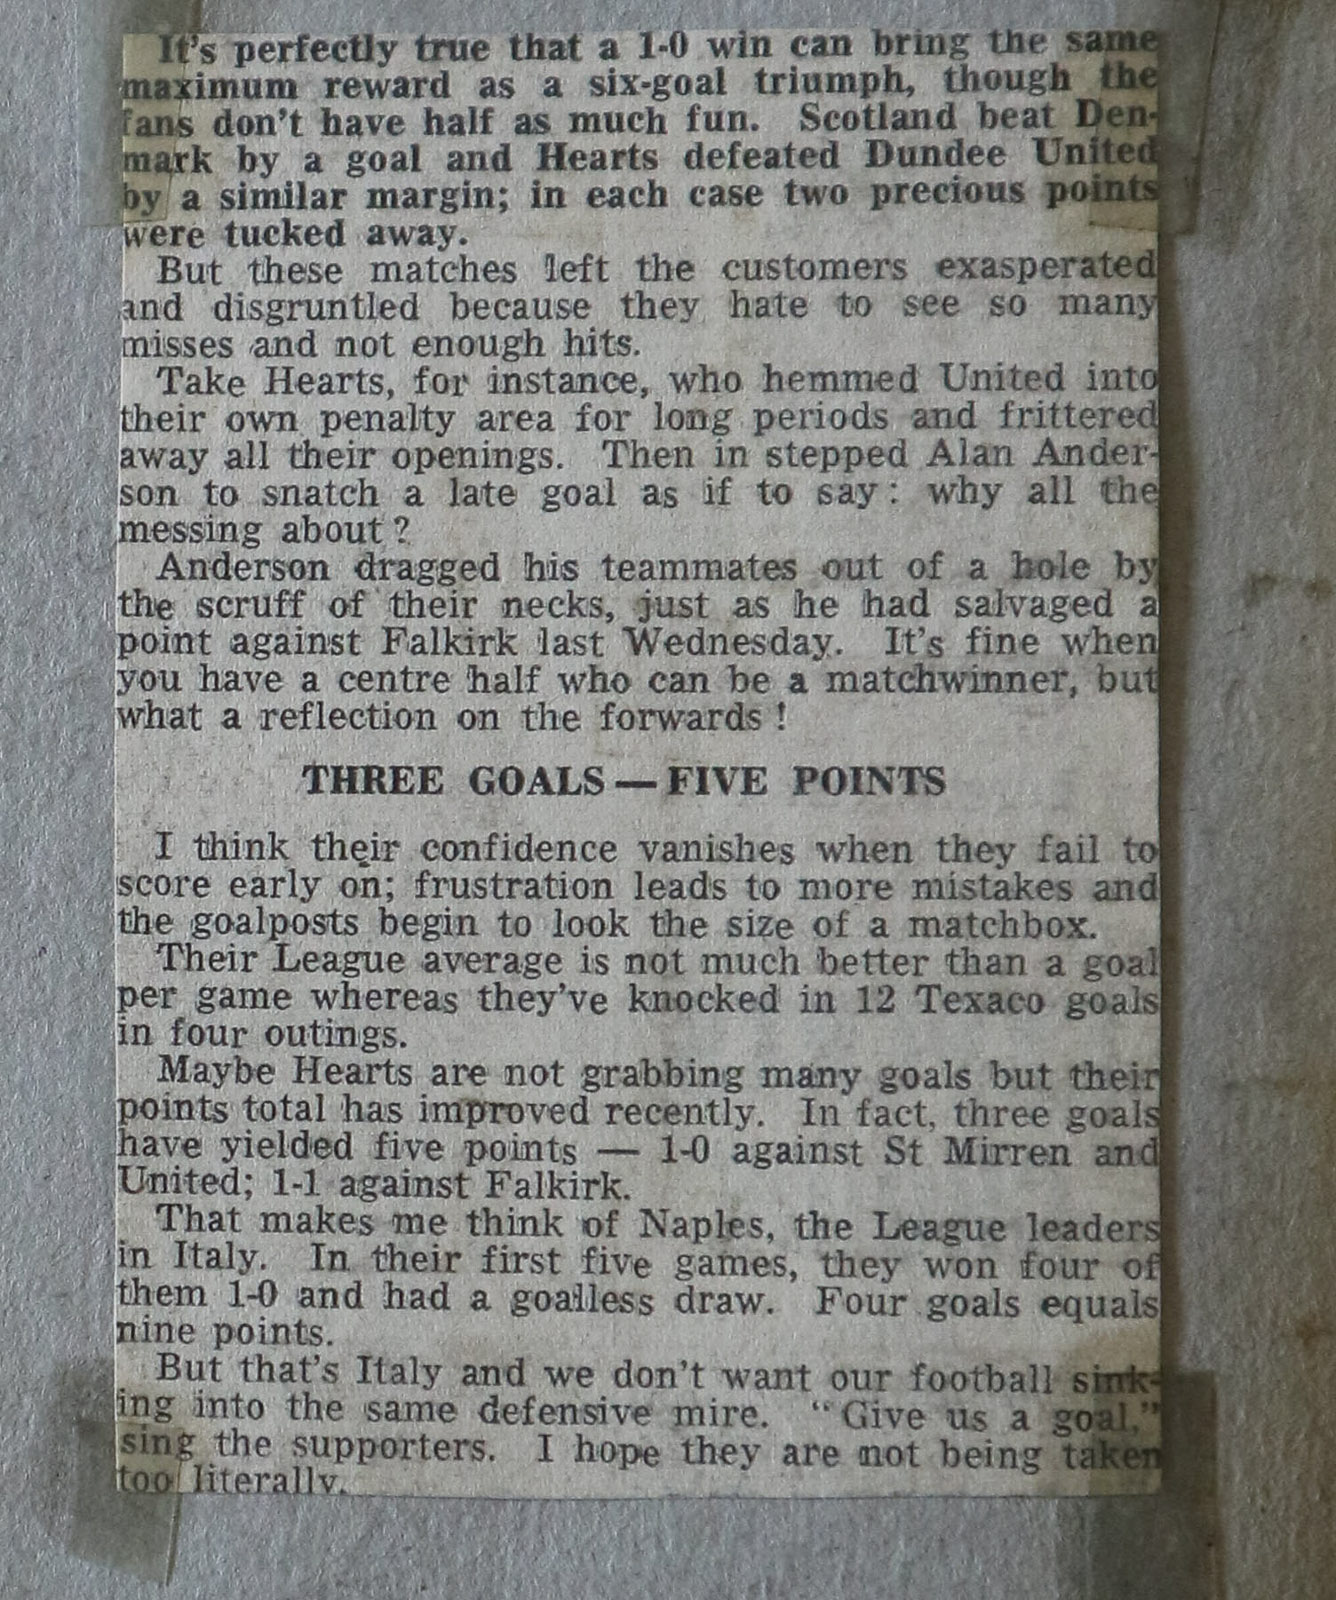 It's perfectly true that a 1-0 win can bring the same
maximum reward as a six-goal triumph, though the
fans don't have half as much fun. Scotland beat Den-
mark by a goal and Hearts defeated Dundee United
by a similar margin; in each case two precious points
were tucked away.
But these matches left the customers exasperated
and disgruntled because they hate to see so many
misses and not enough hits.
Take Hearts, for instance, who hemmed United into
their own penalty area for long periods and frittered
away all their openings. Then in stepped Alan Ander-
son to snatch a late goal as if to say: why all the
messing about?
Anderson dragged his teammates out of a hole by
the scruff of their necks, just as he had salvaged a
point against Falkirk last Wednesday. It's fine when
you have a centre half who can be a matchwinner, but
what a reflection on the forwards!
THREE GOALS — FIVE POINTS
I think their confidence vanishes when they fail to
score early on; frustration leads to more mistakes and
the goalposts begin to look the size of a matchbox.
Their League average is not much better than a goal
per game whereas they've knocked in 12 Texaco goals
in four outings.
Maybe Hearts are not grabbing many goals but their
points total has improved recently. In fact, three goals
have yielded five points — 1-0 against St Mirren and
United; 1-1 against Falkirk.
That makes me think of Naples, the League leaders
in Italy. In their first five games, they won four of
them 1-0 and had a goalless draw. Four goals equals
nine points.
But that's Italy and we don't want our football sink-
ing into the same defensive mire. "Give us a goal,"
sing the supporters. I hope they are not being taken
too literally.